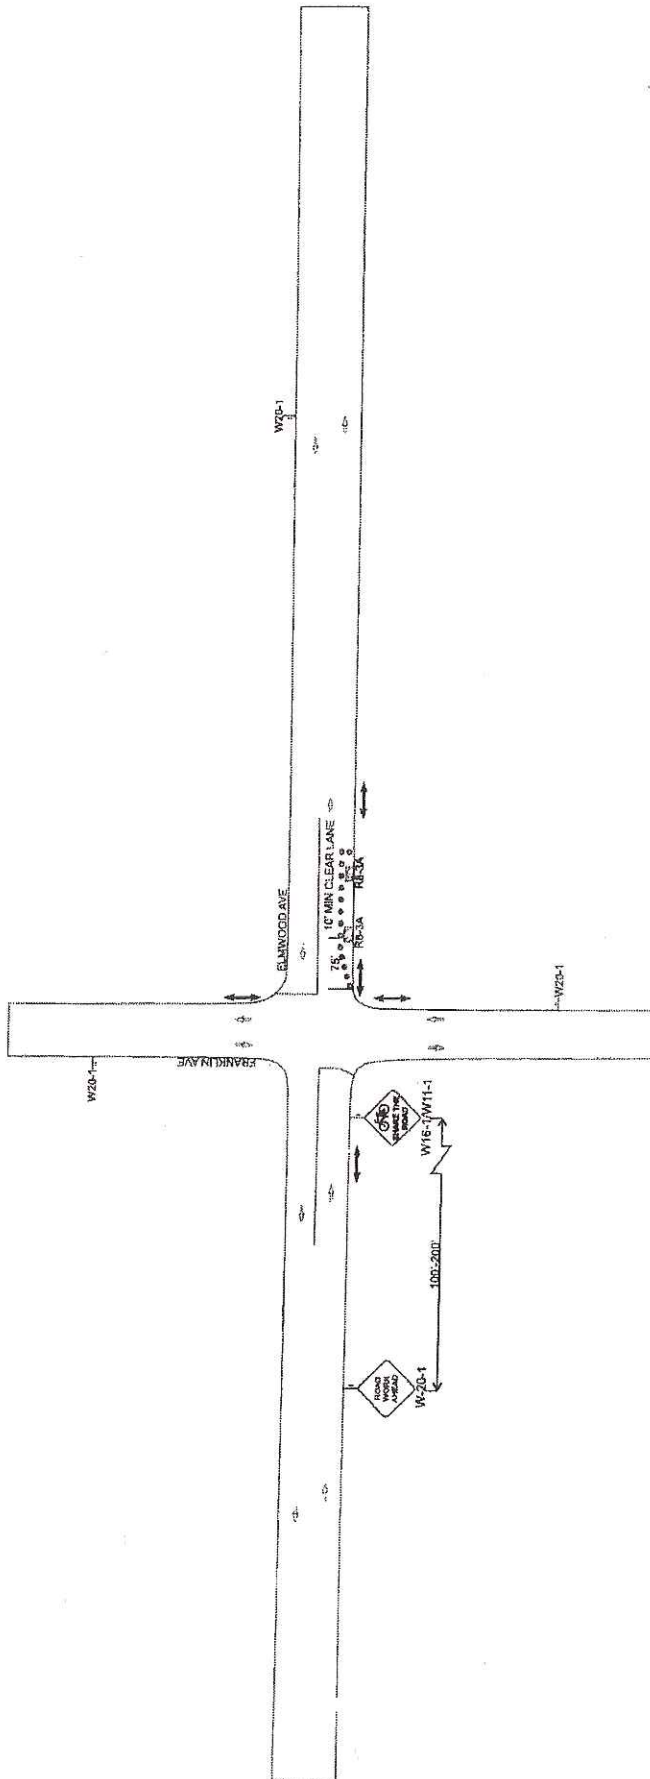 W20-1
ELMWOOD AVE
10' MIN CLEAR LANE
75'
R8-3A
R8-3A
W20-1
FRANKLIN AVE
W20-1
SHARE THE
ROAD
W16-1/W11-1
100'-200'
ROAD
WORK
AHEAD
W-20-1